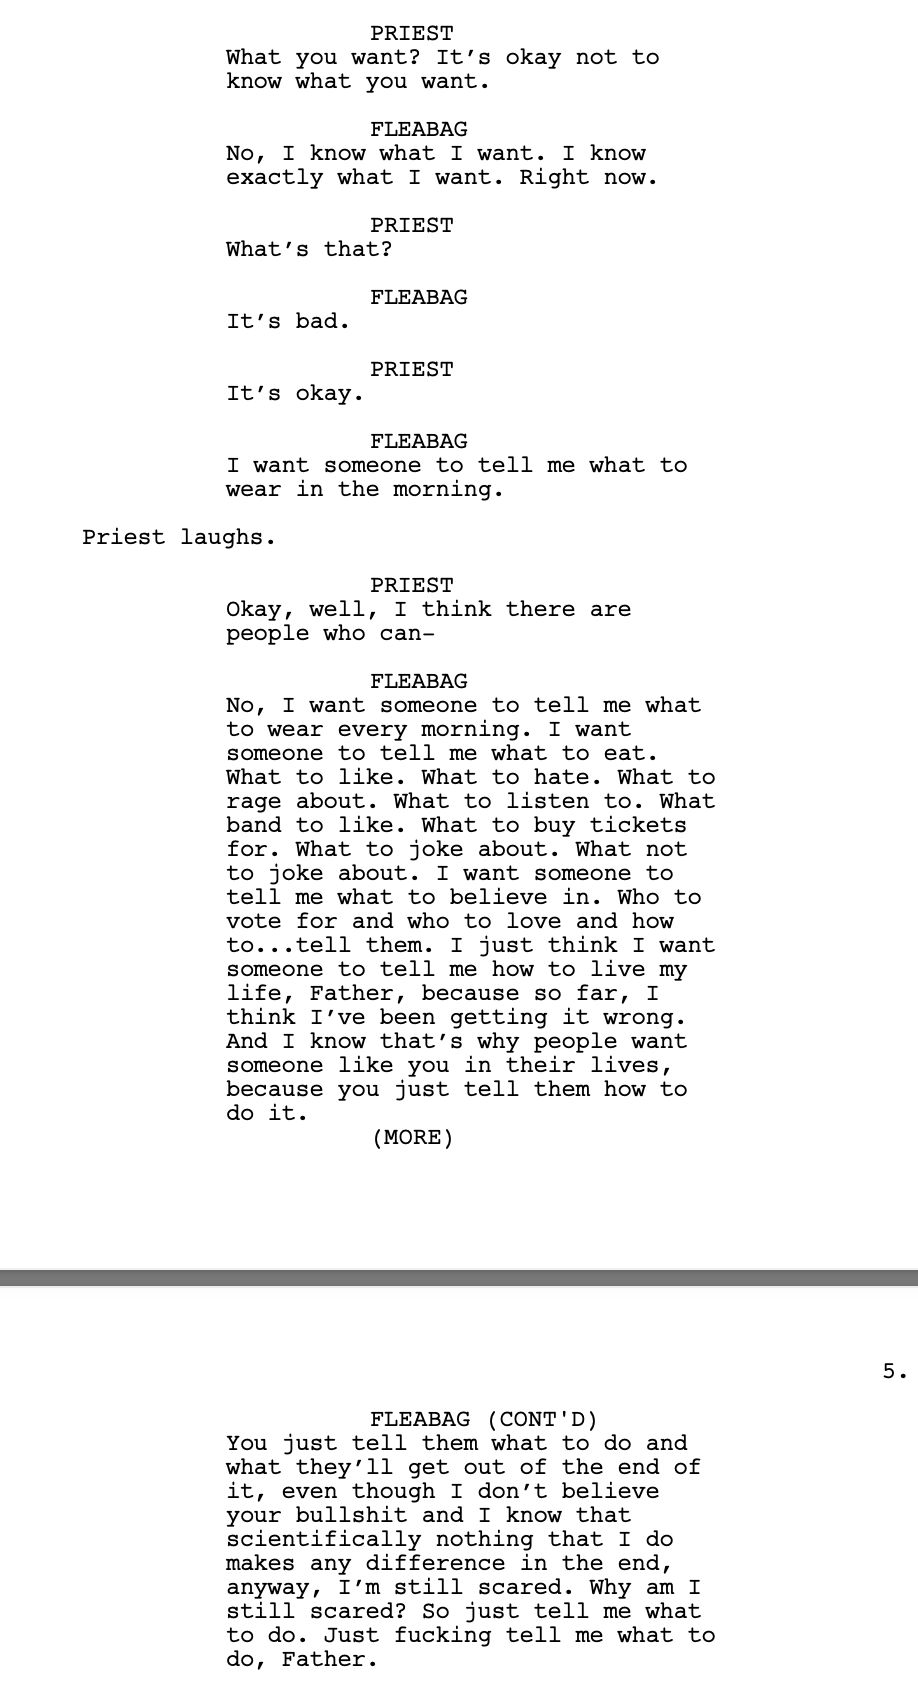 PRIEST
What you want? It’s okay not to
know what you want.
FLEABAG
No, I know what I want. I know
exactly what I want. Right now.
PRIEST
What’s that?
FLEABAG
It’s bad.
PRIEST
It’s okay.
FLEABAG
I want someone to tell me what to
wear in the morning.
Priest laughs.
PRIEST
Okay, well, I think there are
people who can–
FLEABAG
No, I want someone to tell me what
to wear every morning. I want
someone to tell me what to eat.
What to like. What to hate. What to
rage about. What to listen to. What
band to like. What to buy tickets
for. What to joke about. What not
to joke about. I want someone to
tell me what to believe in. Who to
vote for and who to love and how
to...tell them. I just think I want
someone to tell me how to live my
life, Father, because so far, I
think I’ve been getting it wrong.
And I know that’s why people want
someone like you in their lives,
because you just tell them how to
do it.
(MORE)
5.
FLEABAG (CONT'D)
You just tell them what to do and
what they’ll get out of the end of
it, even though I don’t believe
your bullshit and I know that
scientifically nothing that I do
makes any difference in the end,
anyway, I’m still scared. Why am I
still scared? So just tell me what
to do. Just fucking tell me what to
do, Father.